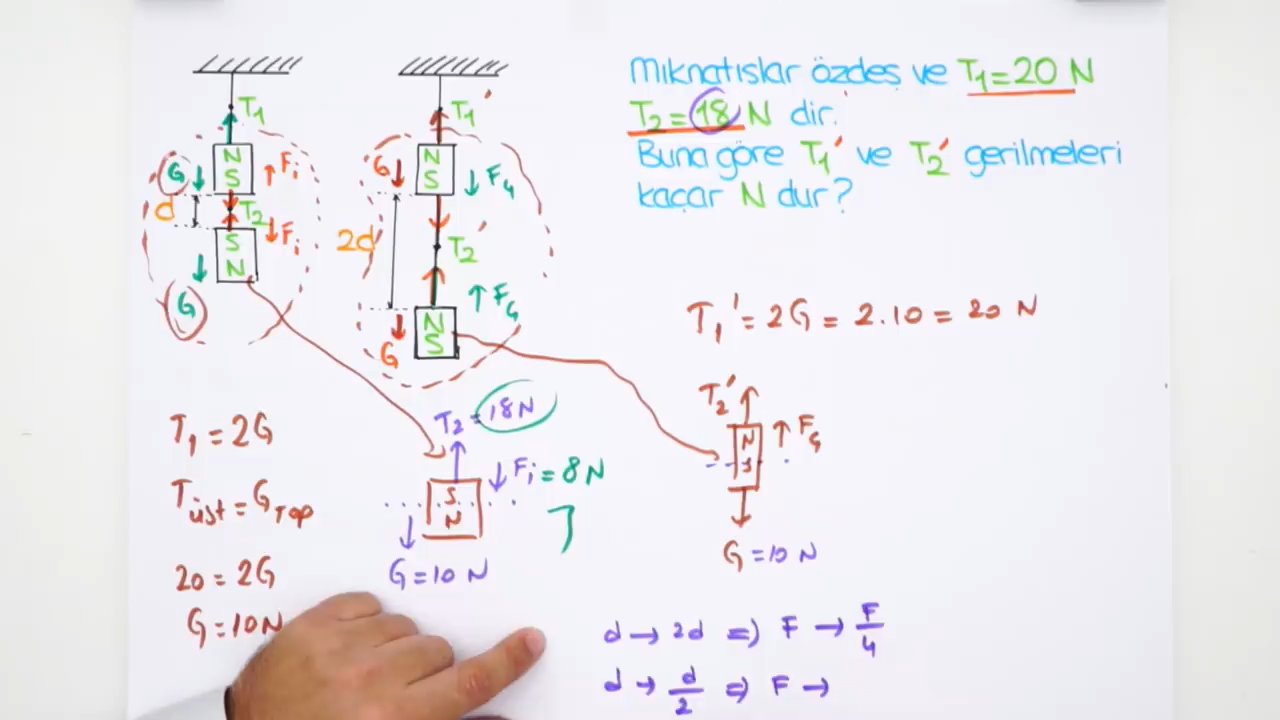 Mıknatıslar özdeş ve T₁=20 N
T₂=18 N dir.
Buna göre T₁' ve T₂' gerilmeleri
kaçar N dur?
T₁
G
N
S
Fi
d
T₂
Fi
S
N
G
T₁'
G
N
S
F₄
2d
T₂'
Fç
N
S
G
T₁' = 2G = 2.10 = 20 N
T₁ = 2G
Tüst = GTop
20 = 2G
G = 10N
T₂ = 18N
Fi = 8N
S
N
G = 10 N
T₂'
Fç
N
S
G = 10 N
d → 2d ⇒ F → F/4
d → d/2 ⇒ F →